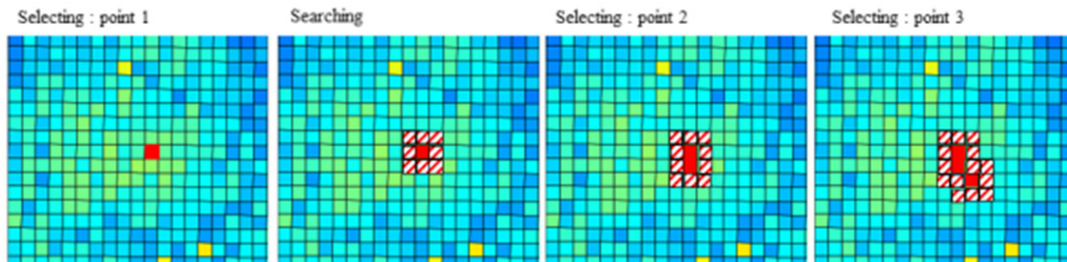 Selecting : point 1
Searching
Selecting : point 2
Selecting : point 3